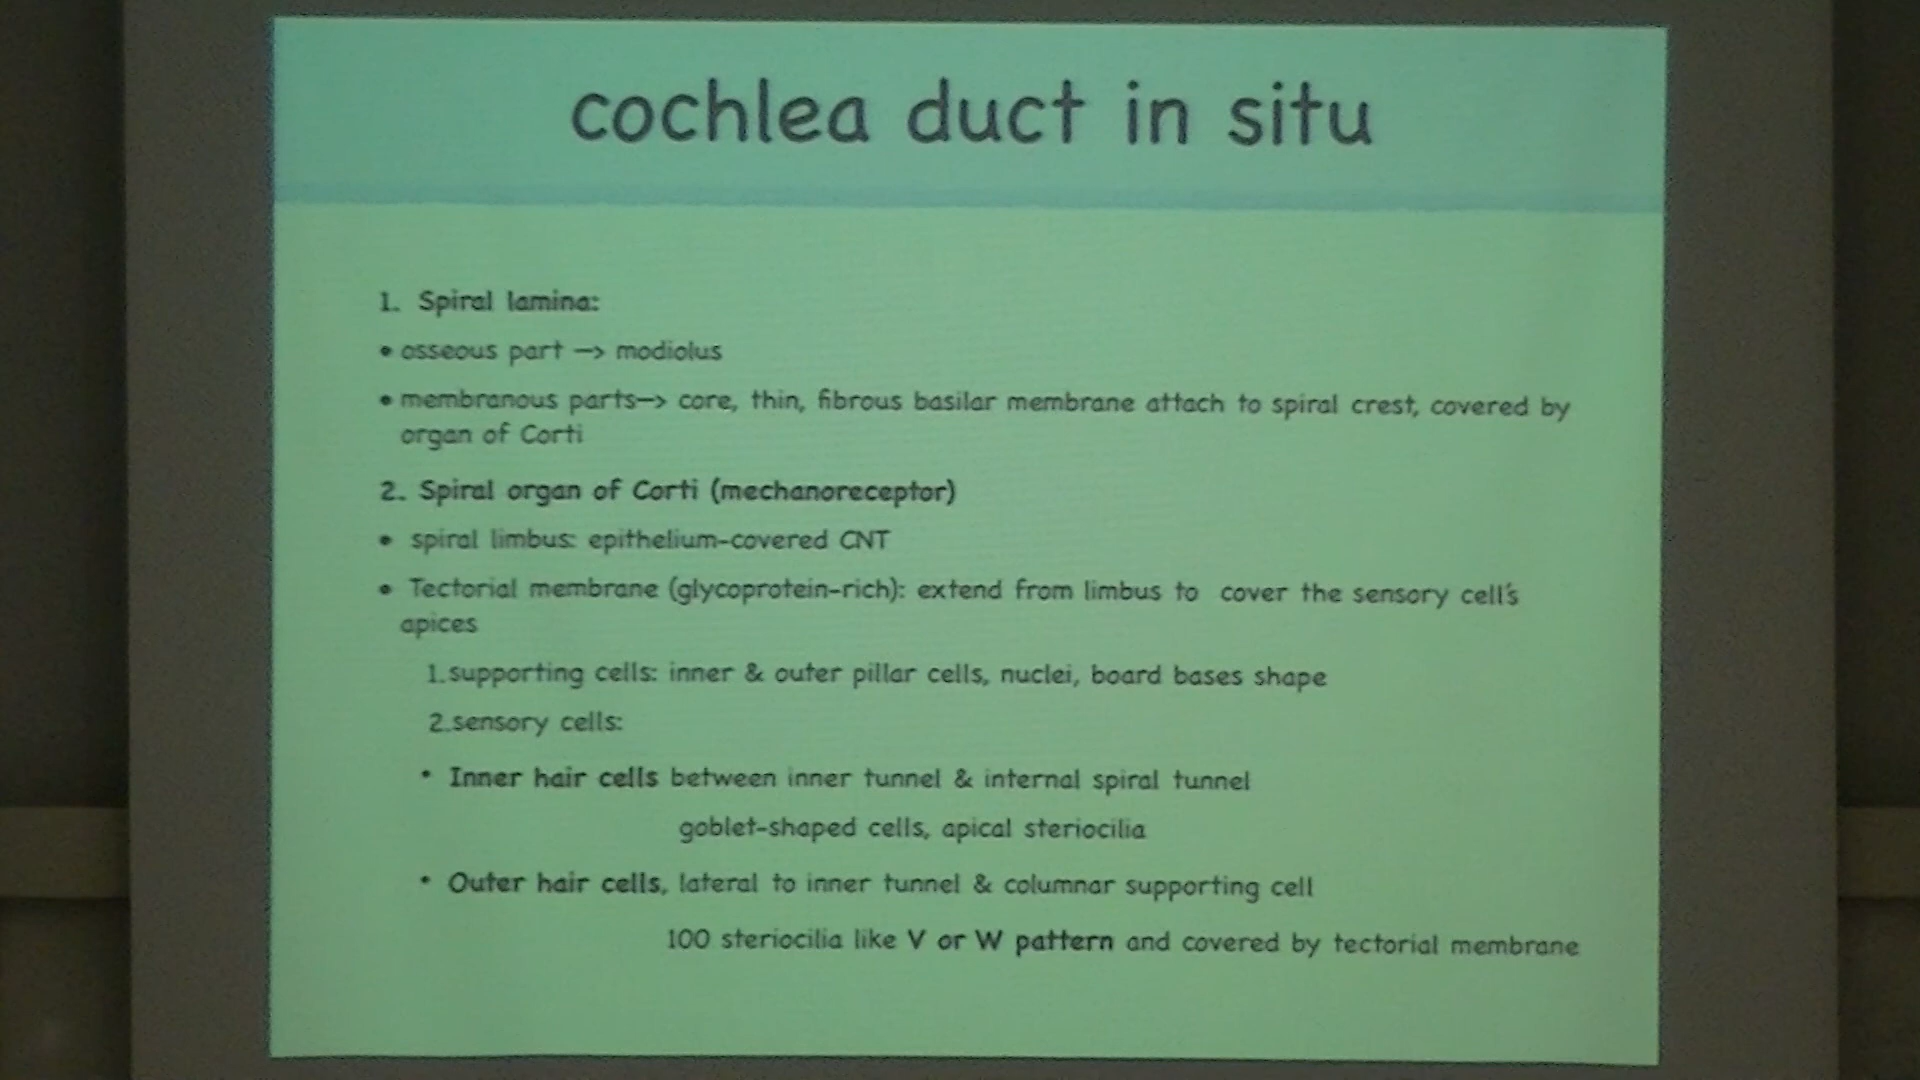 cochlea duct in situ
1. Spiral lamina:
• osseous part —> modiolus
• membranous parts—> core, thin, fibrous basilar membrane attach to spiral crest, covered by
organ of Corti
2. Spiral organ of Corti (mechanoreceptor)
• spiral limbus: epithelium-covered CNT
• Tectorial membrane (glycoprotein-rich): extend from limbus to cover the sensory cell's
apices
1.supporting cells: inner & outer pillar cells, nuclei, board bases shape
2.sensory cells:
• Inner hair cells between inner tunnel & internal spiral tunnel
goblet-shaped cells, apical steriocilia
• Outer hair cells, lateral to inner tunnel & columnar supporting cell
100 steriocilia like V or W pattern and covered by tectorial membrane